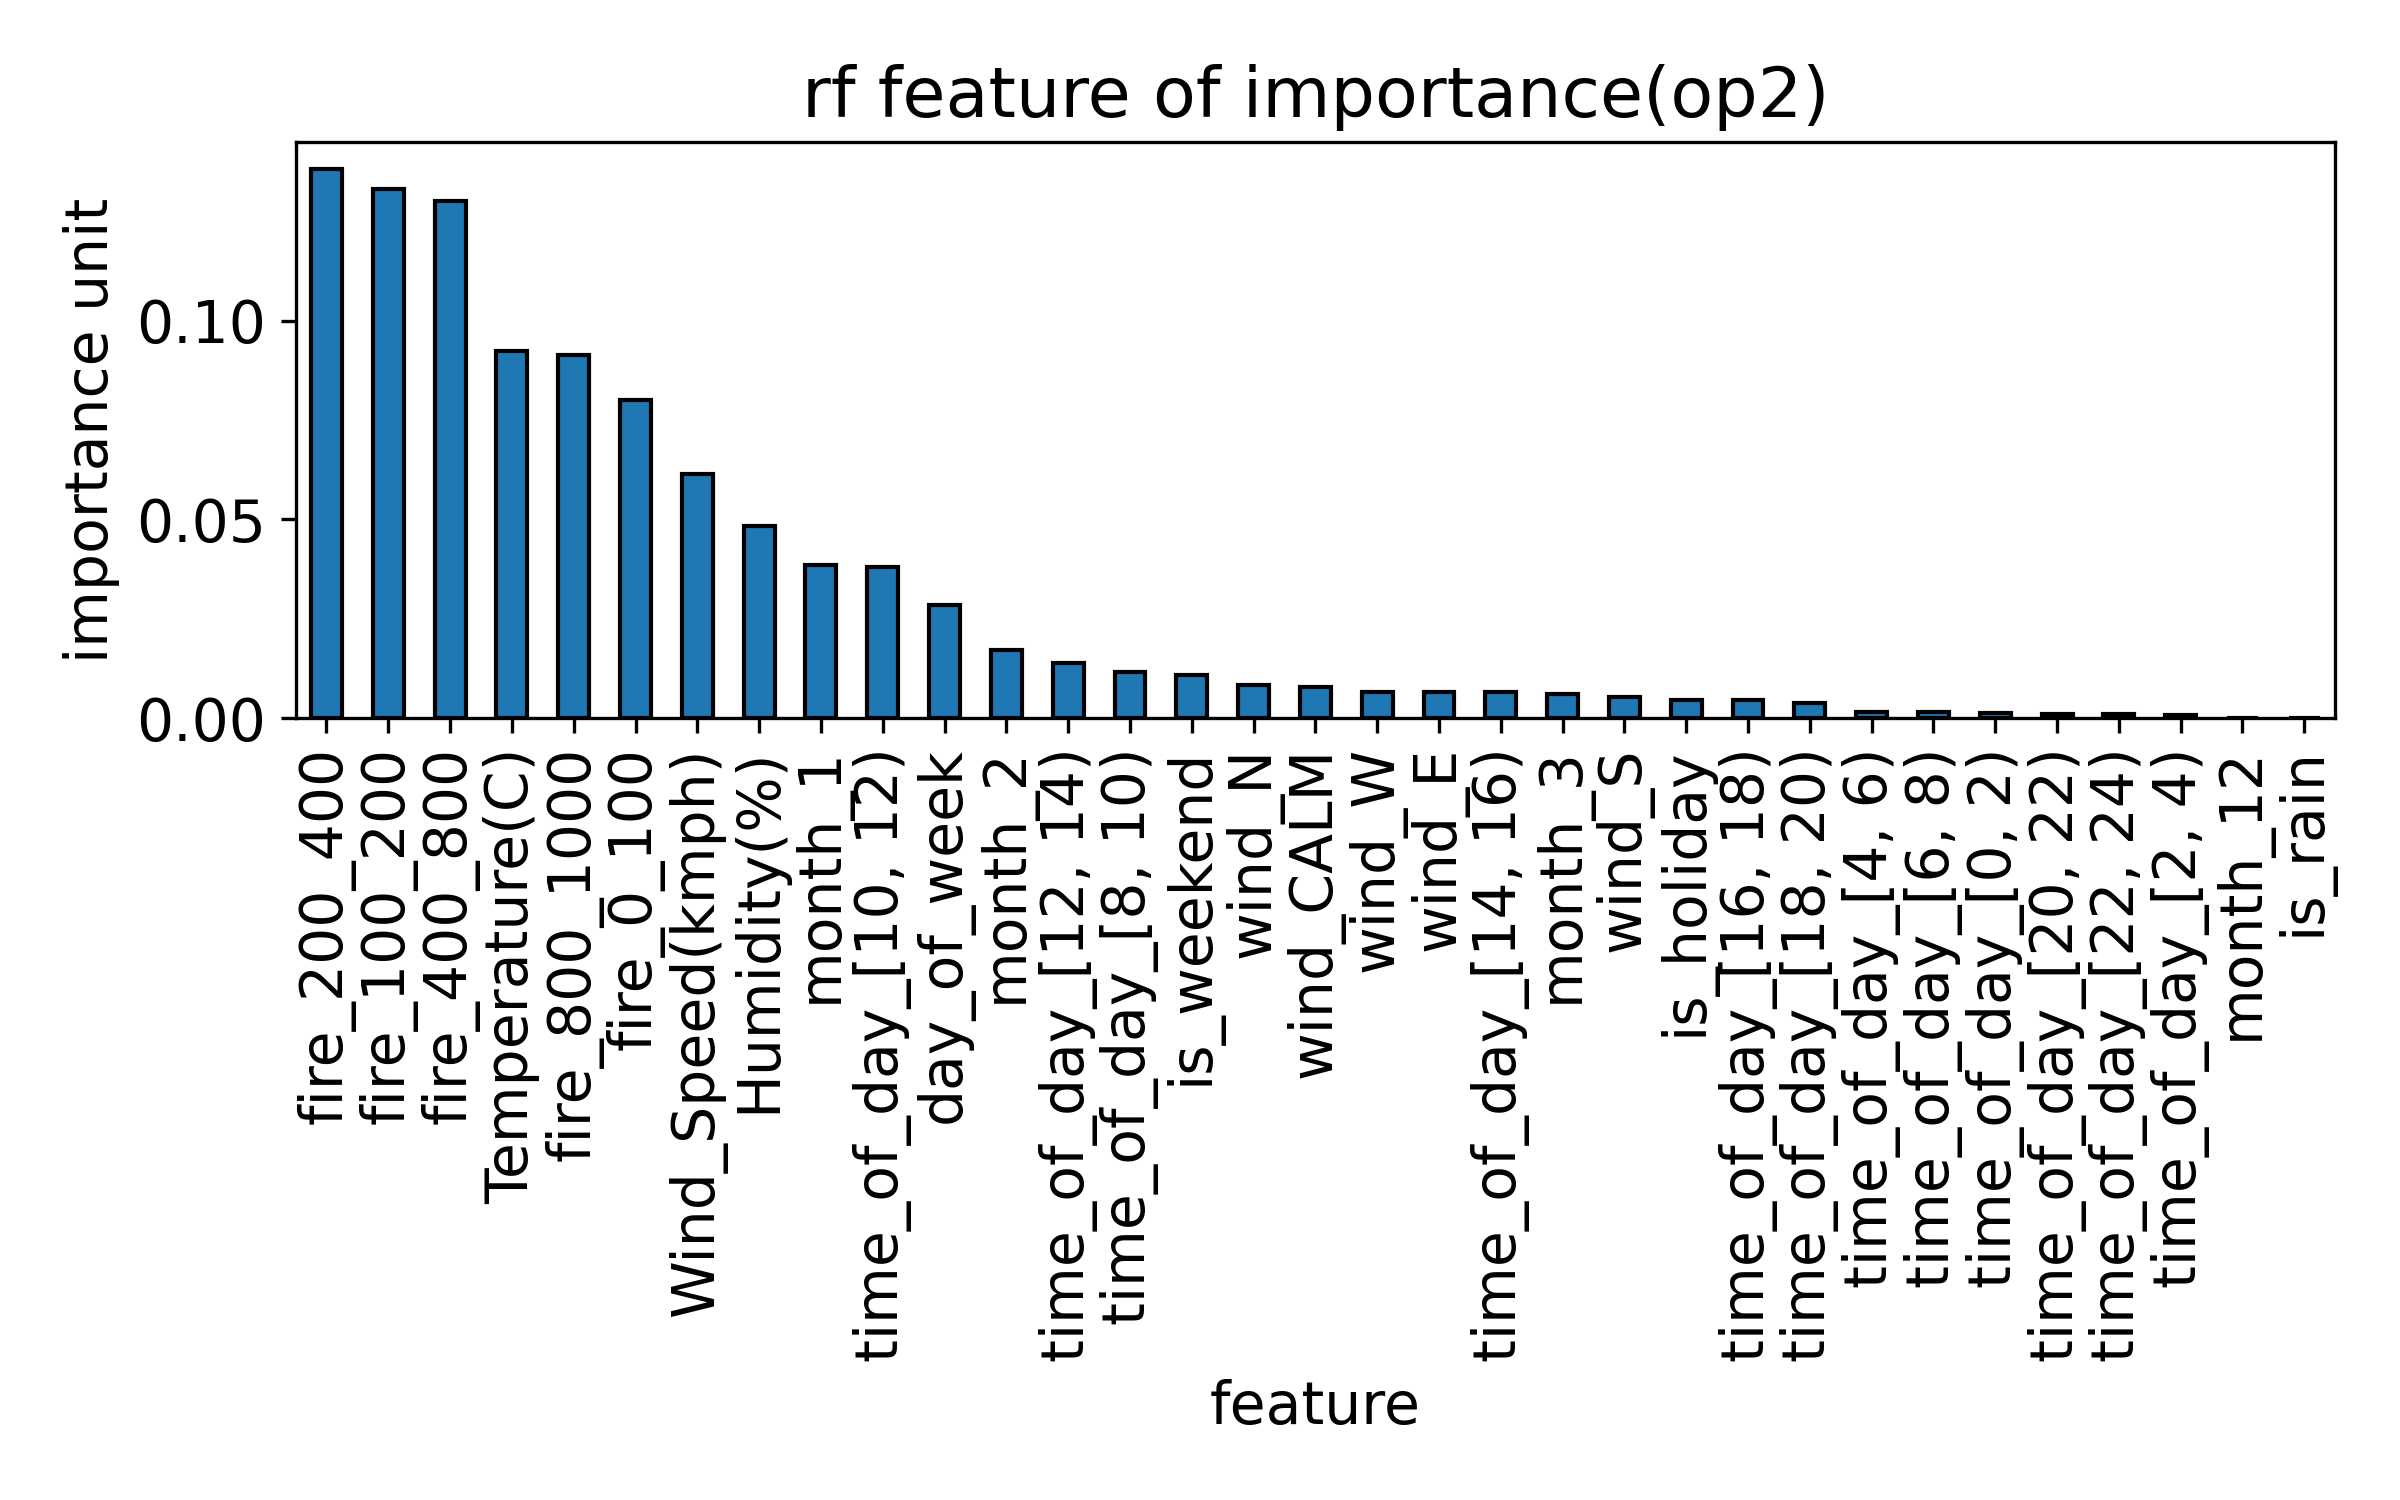 rf feature of importance(op2)
importance unit
0.10
0.05
0.00
fire_200_400
fire_100_200
fire_400_800
Temperature(C)
fire_800_1000
fire_0_100
Wind_Speed(kmph)
Humidity(%)
month_1
time_of_day_[10, 12)
day_of_week
month_2
time_of_day_[12, 14)
time_of_day_[8, 10)
is_weekend
wind_N
wind_CALM
wind_W
wind_E
time_of_day_[14, 16)
month_3
wind_S
is_holiday
time_of_day_[16, 18)
time_of_day_[18, 20)
time_of_day_[4, 6)
time_of_day_[6, 8)
time_of_day_[0, 2)
time_of_day_[20, 22)
time_of_day_[22, 24)
time_of_day_[2, 4)
month_12
is_rain
feature